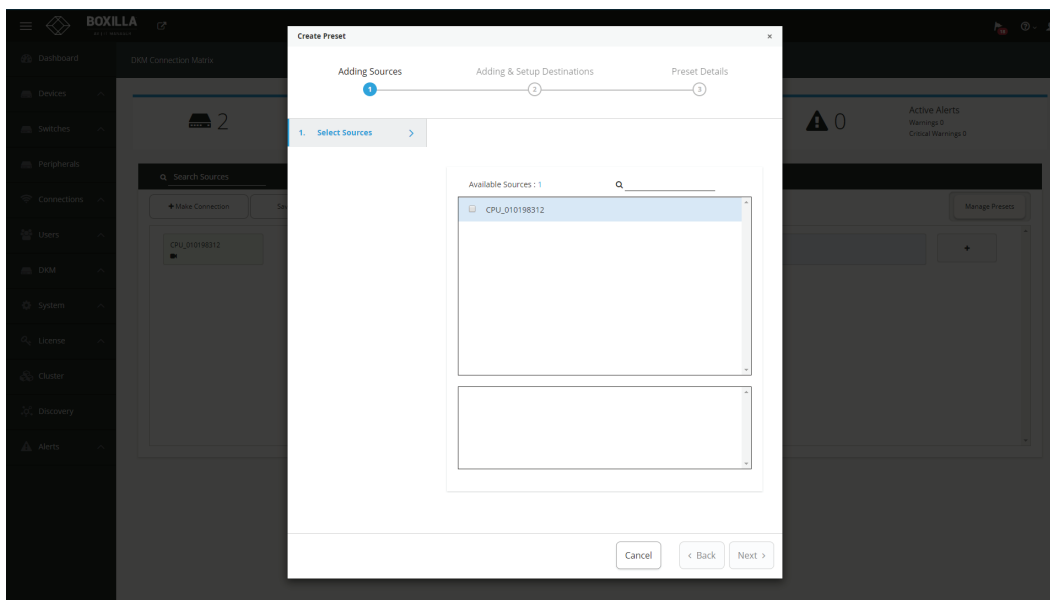 BOXILLA
Create Preset
×
Dashboard
Devices
Switches
Peripherals
Connections
Users
DKM
System
License
Cluster
Discovery
Alerts
DKM Connection Matrix
2
0
Active Alerts
Warnings 0
Critical Warnings 0
Search Sources
+ Make Connection
Manage Presets
CPU_010198312
+
Adding Sources
Adding & Setup Destinations
Preset Details
1
2
3
1. Select Sources >
Available Sources : 1
CPU_010198312
Cancel
< Back
Next >